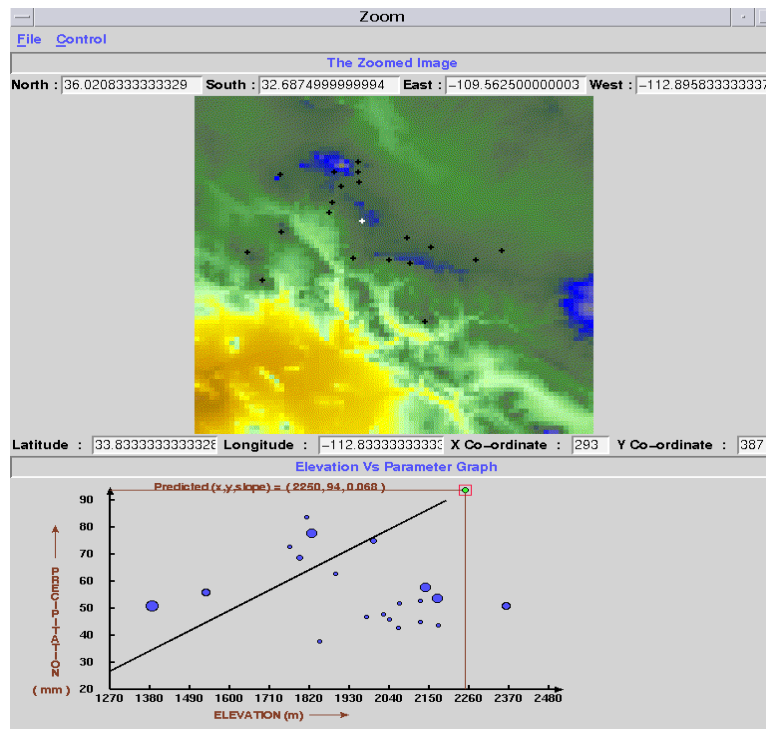 Zoom
File Control
The Zoomed Image
North : 36.0208333333329 South : 32.6874999999994 East : -109.562500000003 West : -112.895833333337
Latitude : 33.8333333333328 Longitude : -112.833333333333 X Co-ordinate : 293 Y Co-ordinate : 387
Elevation Vs Parameter Graph
Predicted (x,y,slope) = ( 2250, 94, 0.068 )
90
80
70
60
50
40
30
20
PRECIPITATION
( mm )
1270 1380 1490 1600 1710 1820 1930 2040 2150 2260 2370 2480
ELEVATION (m)